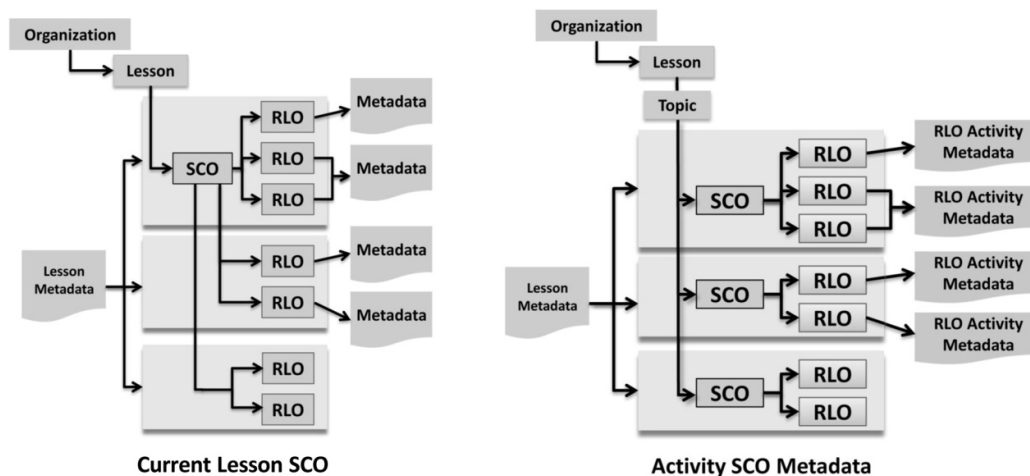 Organization
Lesson
RLO
Metadata
RLO
SCO
Metadata
RLO
Lesson
Metadata
RLO
Metadata
RLO
Metadata
RLO
RLO
Current Lesson SCO
Organization
Lesson
Topic
RLO
RLO Activity
Metadata
RLO
SCO
RLO Activity
Metadata
RLO
Lesson
Metadata
SCO
RLO
RLO Activity
Metadata
RLO
RLO Activity
Metadata
SCO
RLO
RLO
Activity SCO Metadata